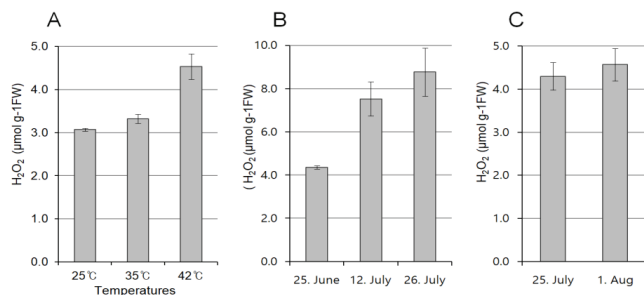 A
H₂O₂ (μmol g-1FW)
5.0
4.0
3.0
2.0
1.0
0.0
25℃ 35℃ 42℃
Temperatures
B
( H₂O₂ (μmol g-1FW)
10.0
8.0
6.0
4.0
2.0
0.0
25. June 12. July 26. July
C
H₂O₂ (μmol g-1FW)
5.0
4.0
3.0
2.0
1.0
0.0
25. July 1. Aug